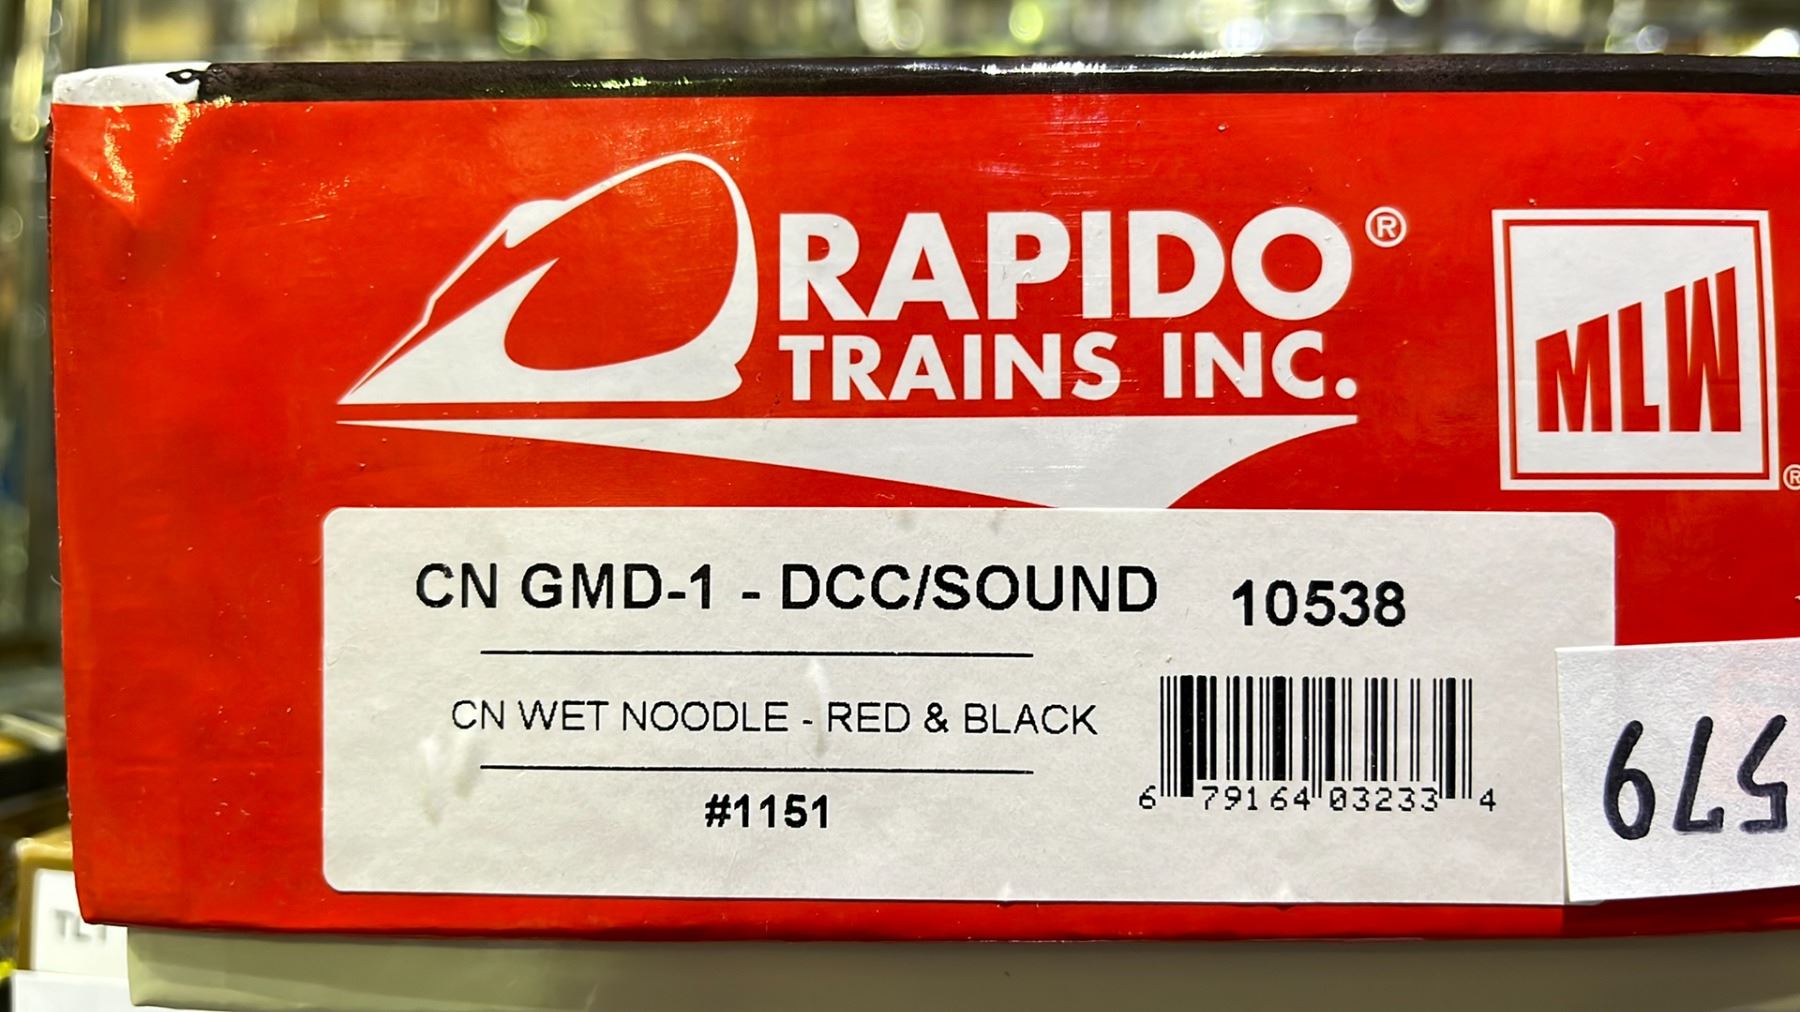 RAPIDO®
TRAINS INC.
MLW®
CN GMD-1 - DCC/SOUND 10538
CN WET NOODLE - RED & BLACK
#1151
6 79164 03233 4